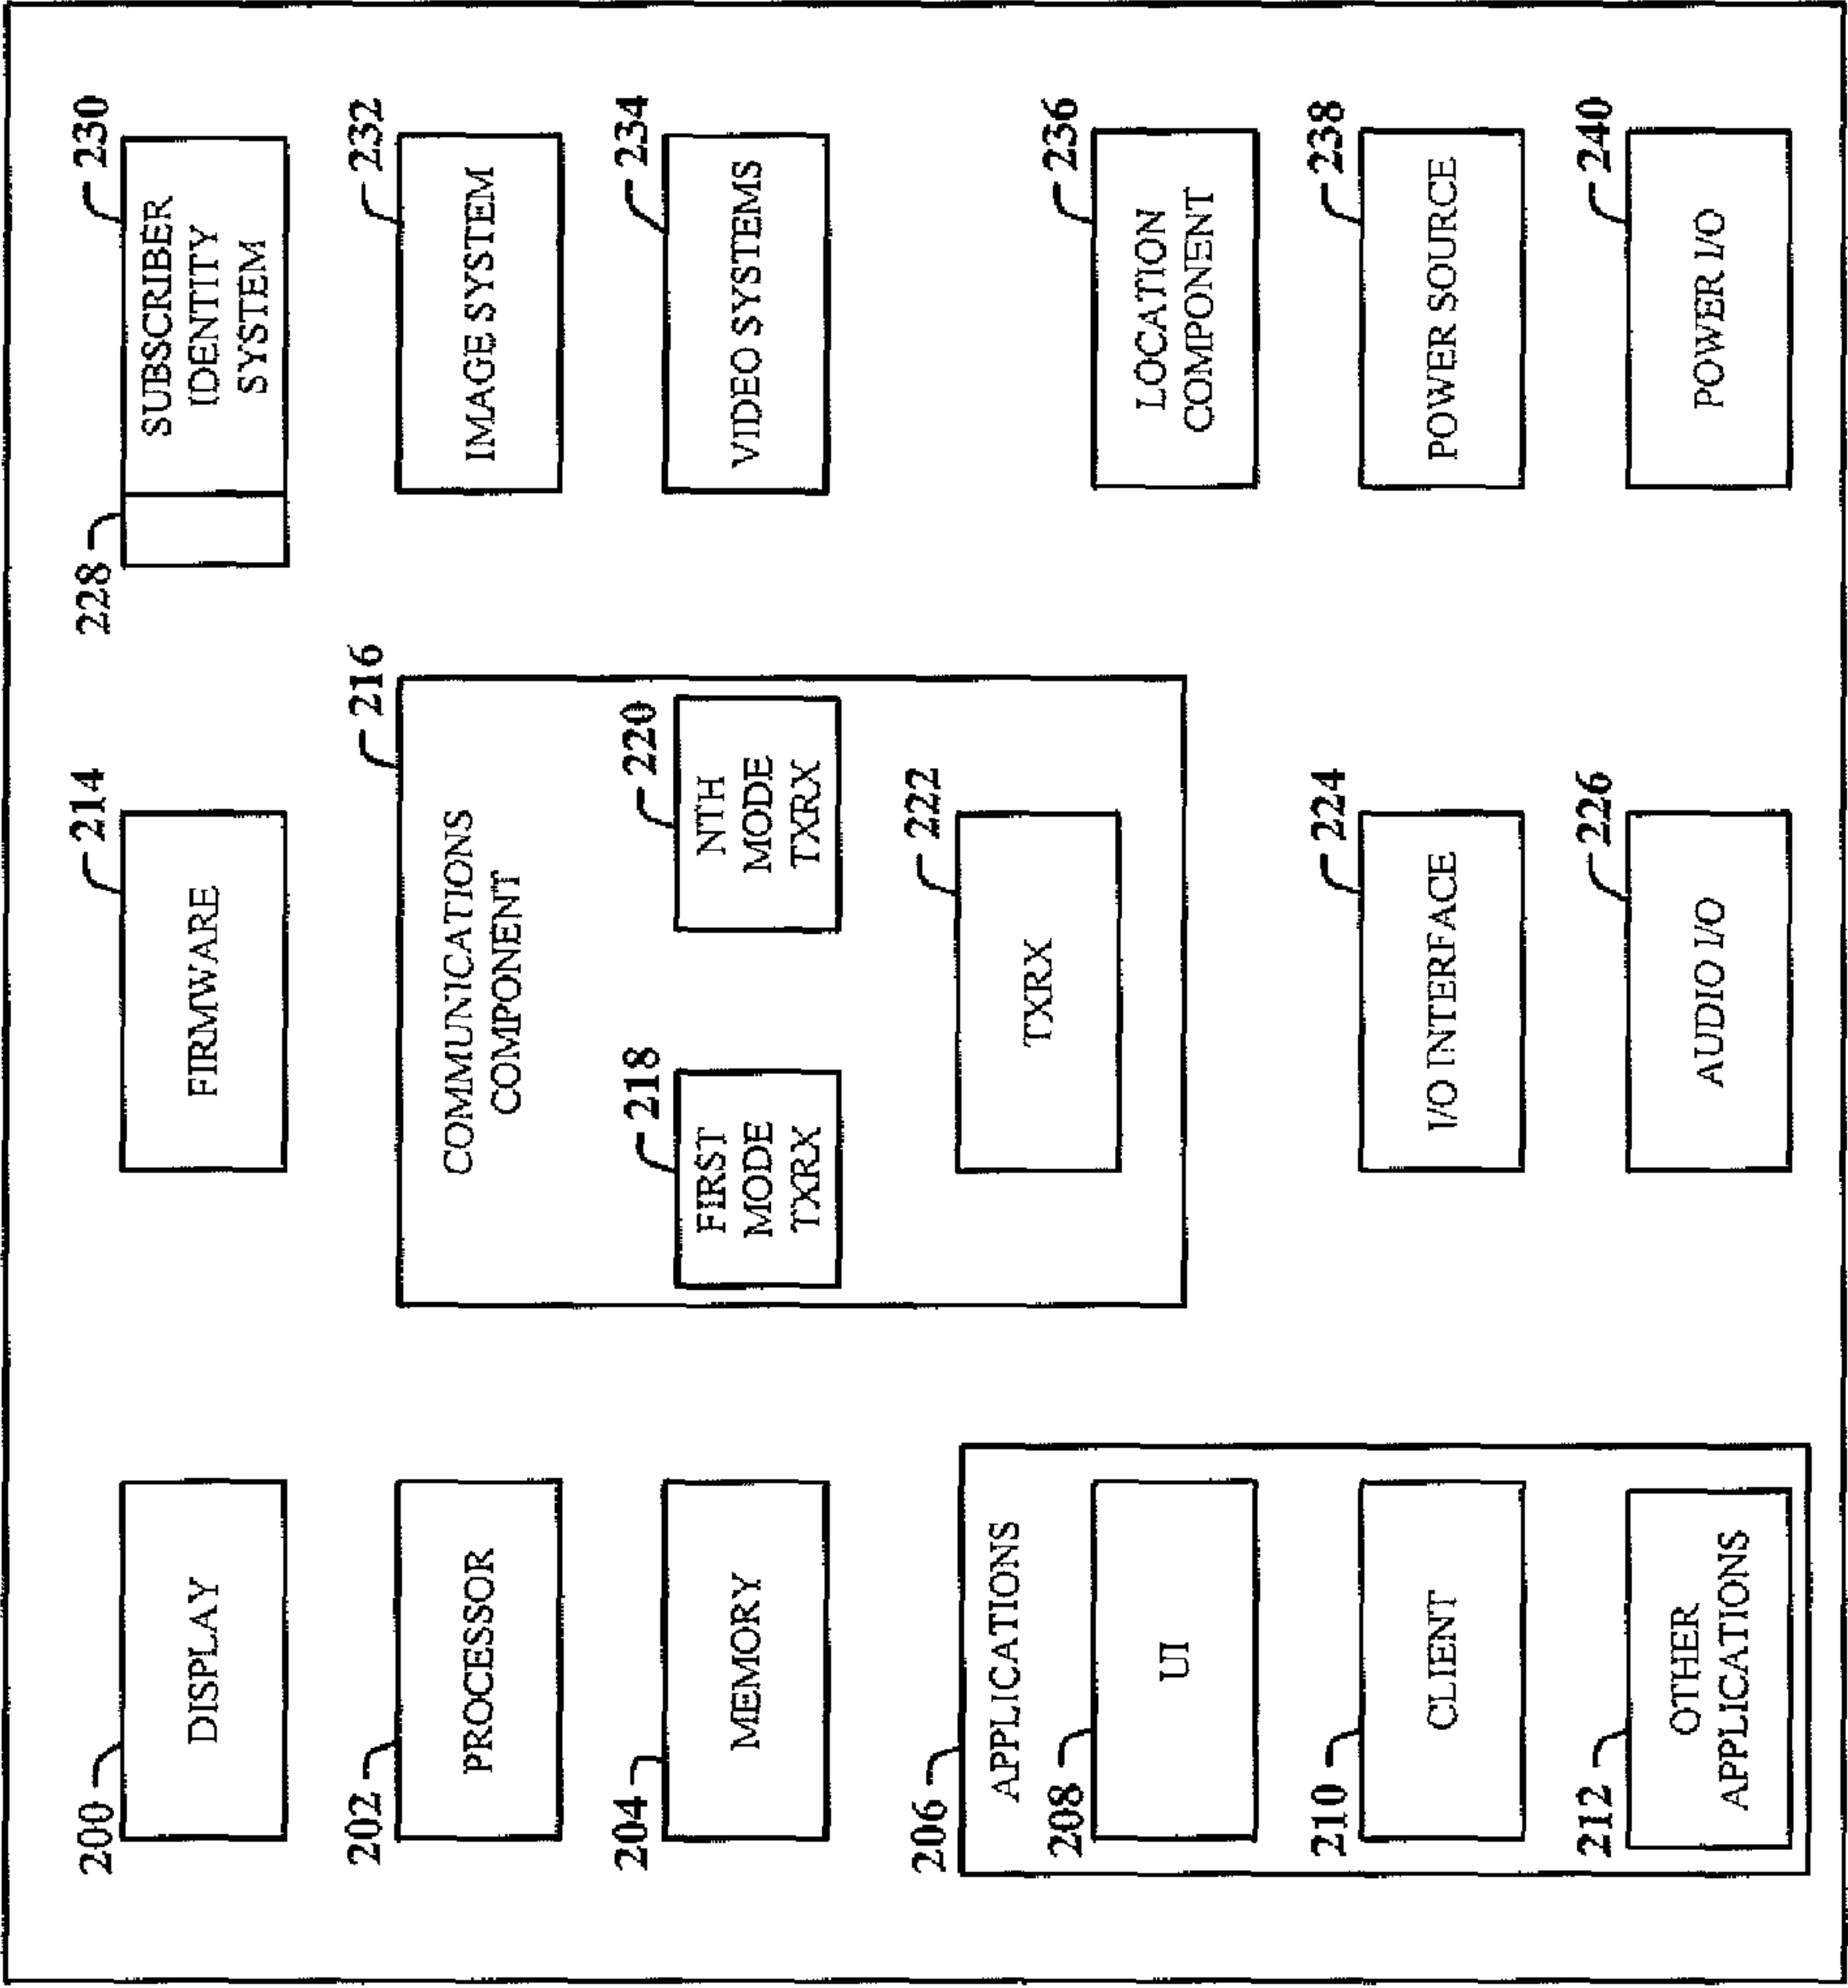 200
DISPLAY
202
PROCESSOR
204
MEMORY
206
APPLICATIONS
208
UI
210
CLIENT
212
OTHER
APPLICATIONS
214
FIRMWARE
216
COMMUNICATIONS
COMPONENT
218
FIRST
MODE
TXRX
220
NTH
MODE
TXRX
222
TXRX
224
I/O INTERFACE
226
AUDIO I/O
228
230
SUBSCRIBER
IDENTITY
SYSTEM
232
IMAGE SYSTEM
234
VIDEO SYSTEMS
236
LOCATION
COMPONENT
238
POWER SOURCE
240
POWER I/O